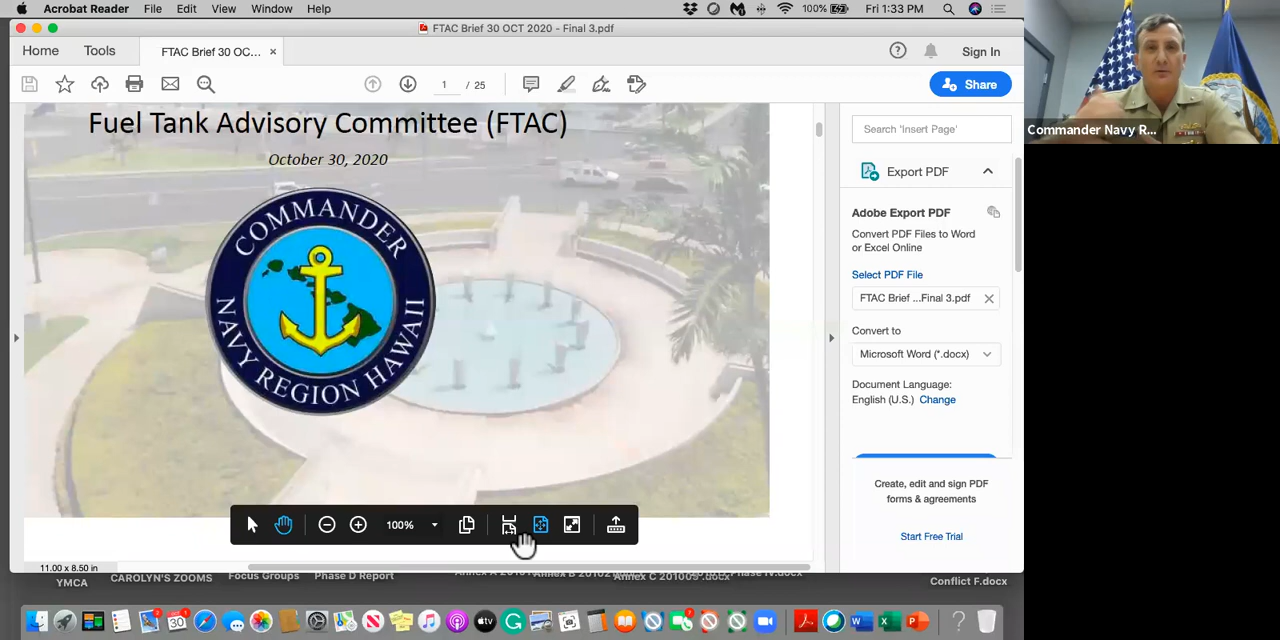 Acrobat Reader File Edit View Window Help 100% Fri 1:33 PM
FTAC Brief 30 OCT 2020 - Final 3.pdf
Home Tools FTAC Brief 30 OC... × Sign In
1 / 25 Share
Fuel Tank Advisory Committee (FTAC)
October 30, 2020
COMMANDER
NAVY REGION HAWAII
100%
11.00 x 8.50 in
Search 'Insert Page'
Export PDF
Adobe Export PDF
Convert PDF Files to Word
or Excel Online
Select PDF File
FTAC Brief ...Final 3.pdf
Convert to
Microsoft Word (*.docx)
Document Language:
English (U.S.) Change
Create, edit and sign PDF
forms & agreements
Start Free Trial
Commander Navy R...
YMCA CAROLYN'S ZOOMS Focus Groups Phase D Report Conflict F.docx
30